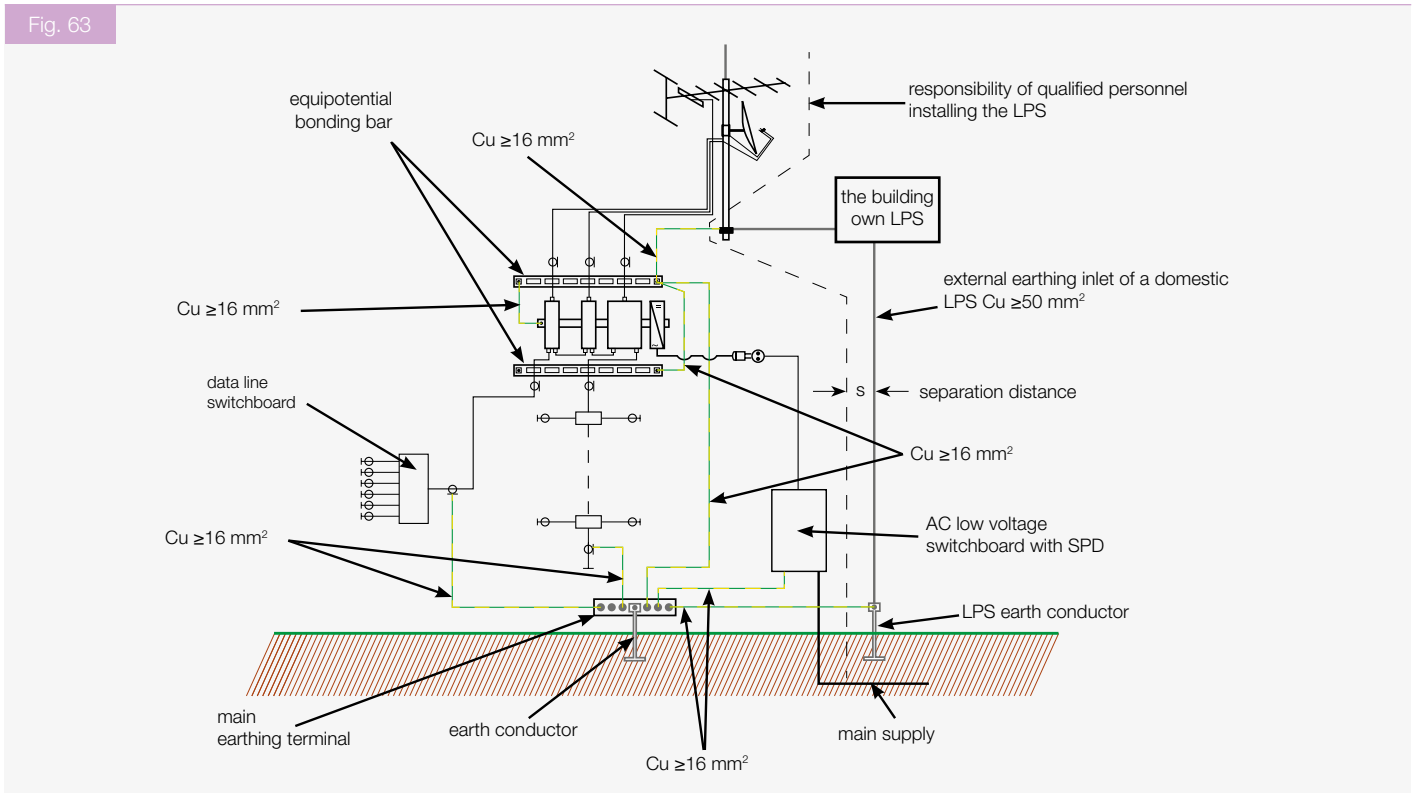 Fig. 63
equipotential
bonding bar
Cu ≥16 mm²
responsibility of qualified personnel
installing the LPS
the building
own LPS
Cu ≥16 mm²
external earthing inlet of a domestic
LPS Cu ≥50 mm²
data line
switchboard
S
separation distance
Cu ≥16 mm²
Cu ≥16 mm²
AC low voltage
switchboard with SPD
LPS earth conductor
main
earthing terminal
earth conductor
main supply
Cu ≥16 mm²